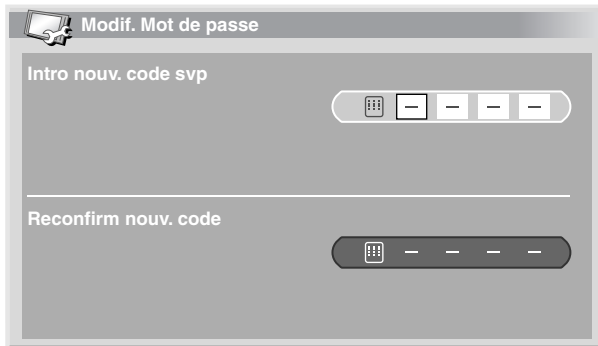 Modif. Mot de passe
Intro nouv. code svp
– – – –
Reconfirm nouv. code
– – – –